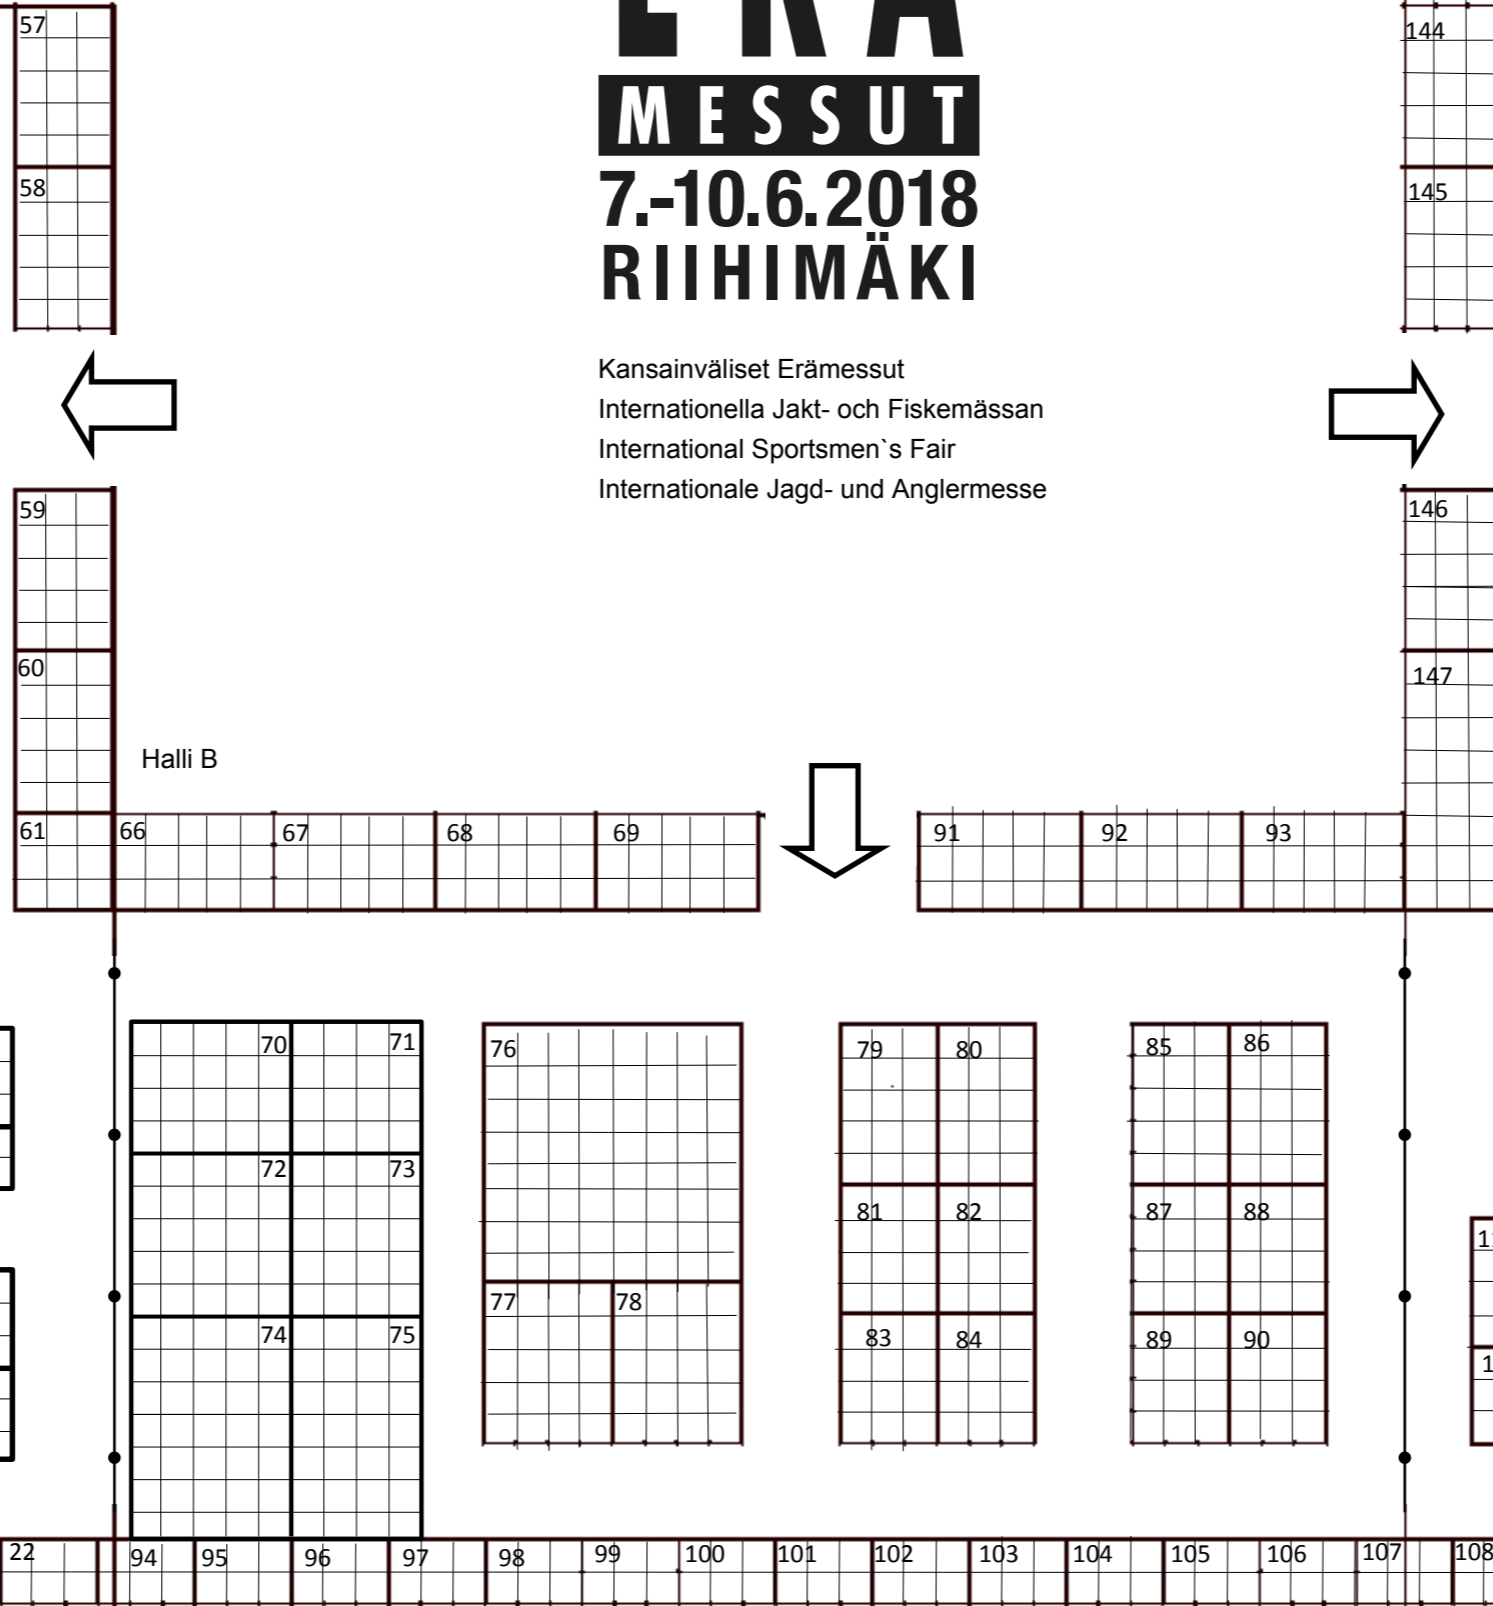 57
144
ERÄ
MESSUT
7.-10.6.2018
RIIHIMÄKI
58
145
Kansainväliset Erämessut
Internationella Jakt- och Fiskemässan
International Sportsmen`s Fair
Internationale Jagd- und Anglermesse
59
146
60
147
Halli B
61 66 67 68 69 91 92 93
70 71 76 79 80 85 86
72 73 81 82 87 88
77 78
74 75 83 84 89 90
22 94 95 96 97 98 99 100 101 102 103 104 105 106 107 108